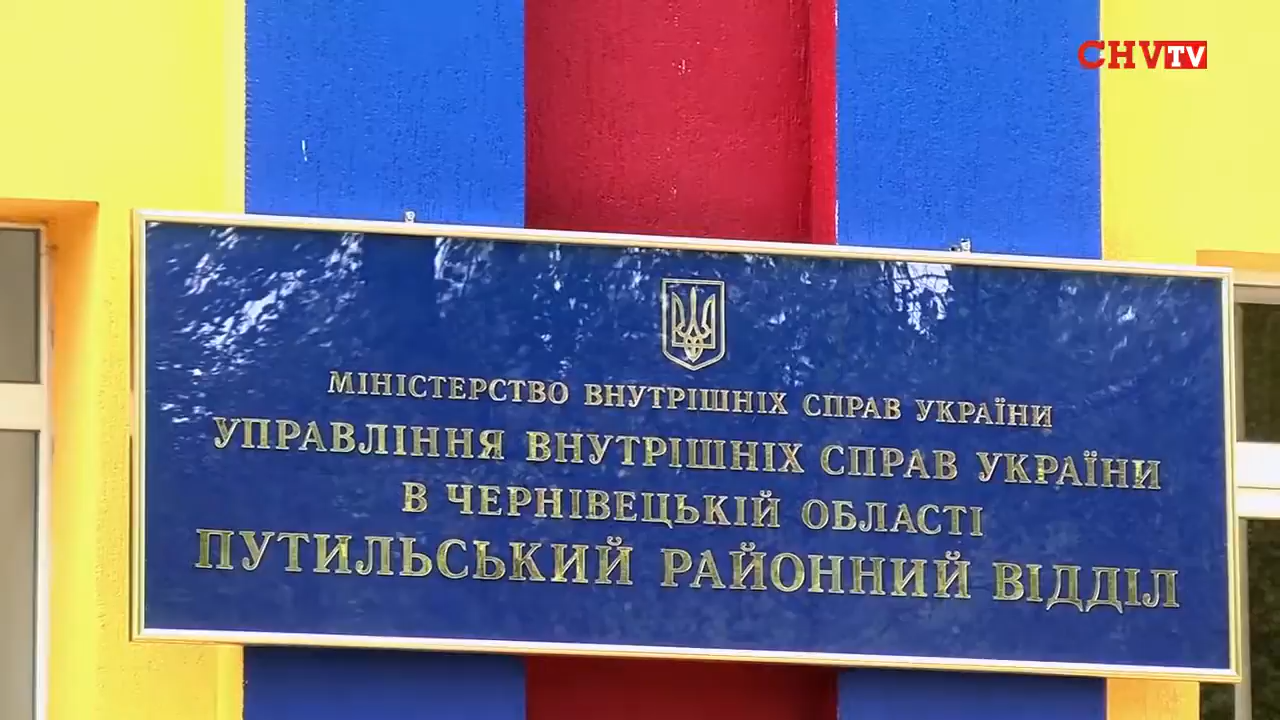 CHVTV
МІНІСТЕРСТВО ВНУТРІШНІХ СПРАВ УКРАЇНИ
УПРАВЛІННЯ ВНУТРІШНІХ СПРАВ УКРАЇНИ
В ЧЕРНІВЕЦЬКІЙ ОБЛАСТІ
ПУТИЛЬСЬКИЙ РАЙОННИЙ ВІДДІЛ